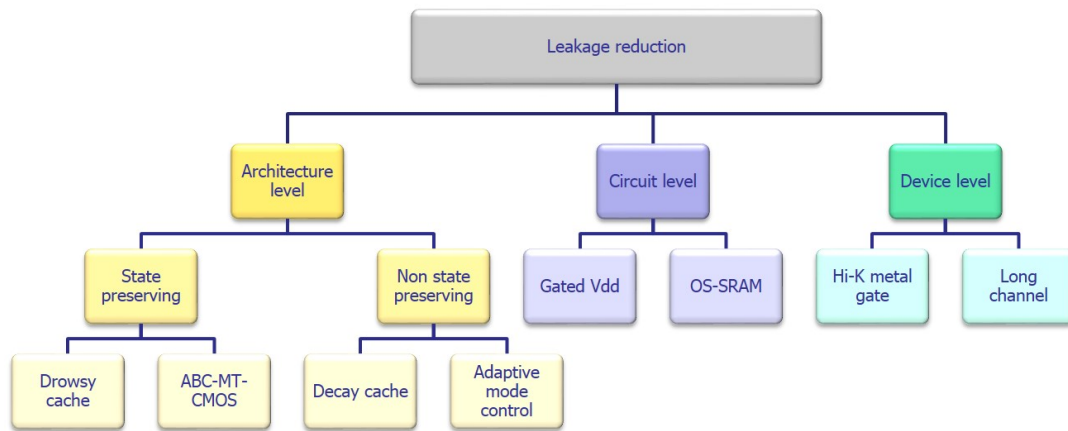 Leakage reduction
Architecture
level
Circuit level
Device level
State
preserving
Non state
preserving
Gated Vdd
OS-SRAM
Hi-K metal
gate
Long
channel
Drowsy
cache
ABC-MT-
CMOS
Decay cache
Adaptive
mode
control